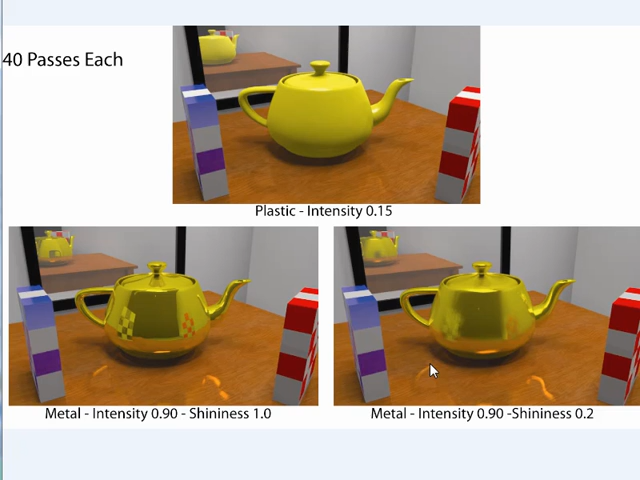 40 Passes Each
Plastic - Intensity 0.15
Metal - Intensity 0.90 - Shininess 1.0
Metal - Intensity 0.90 -Shininess 0.2